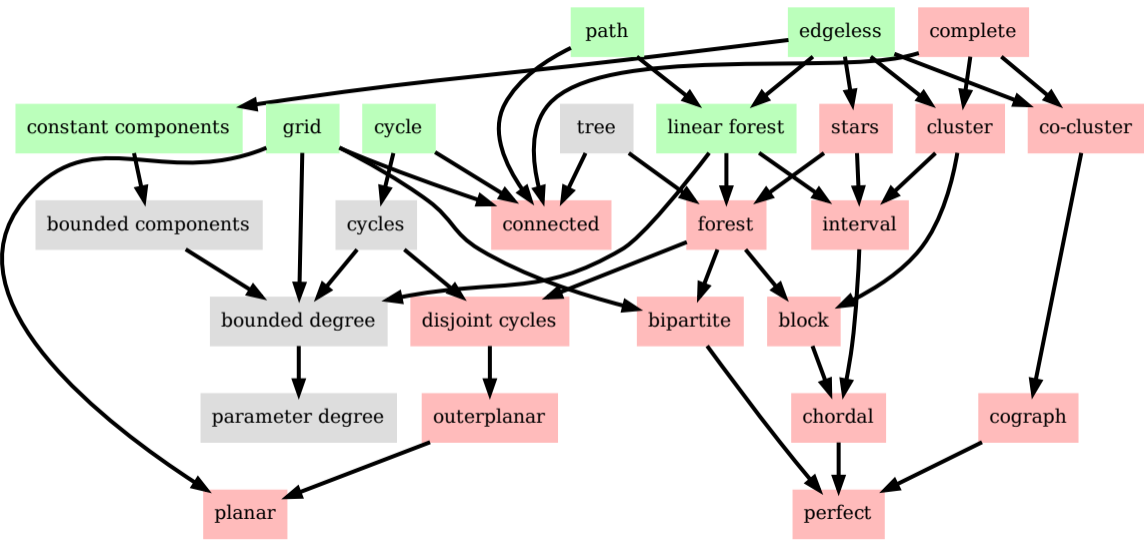 path
edgeless
complete
constant components
grid
cycle
tree
linear forest
stars
cluster
co-cluster
bounded components
cycles
connected
forest
interval
bounded degree
disjoint cycles
bipartite
block
parameter degree
outerplanar
chordal
cograph
planar
perfect